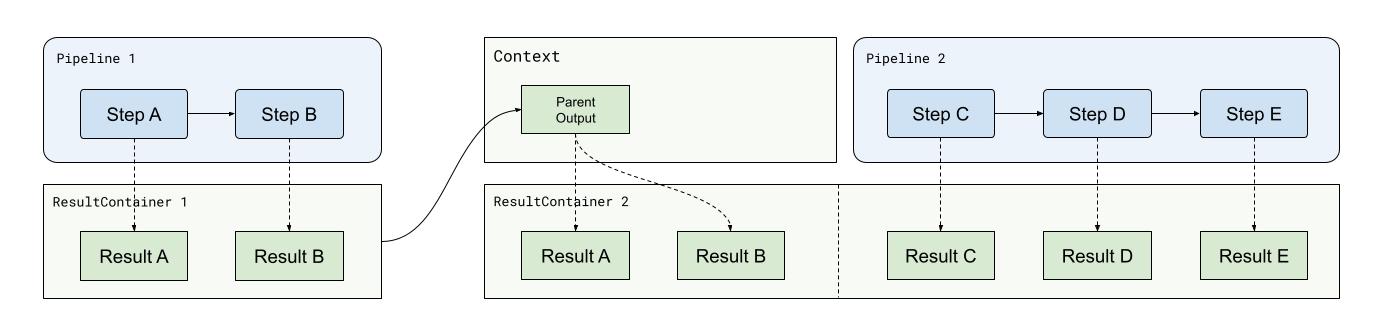 Pipeline 1
Step A
Step B
ResultContainer 1
Result A
Result B
Context
Parent
Output
ResultContainer 2
Result A
Result B
Pipeline 2
Step C
Step D
Step E
Result C
Result D
Result E